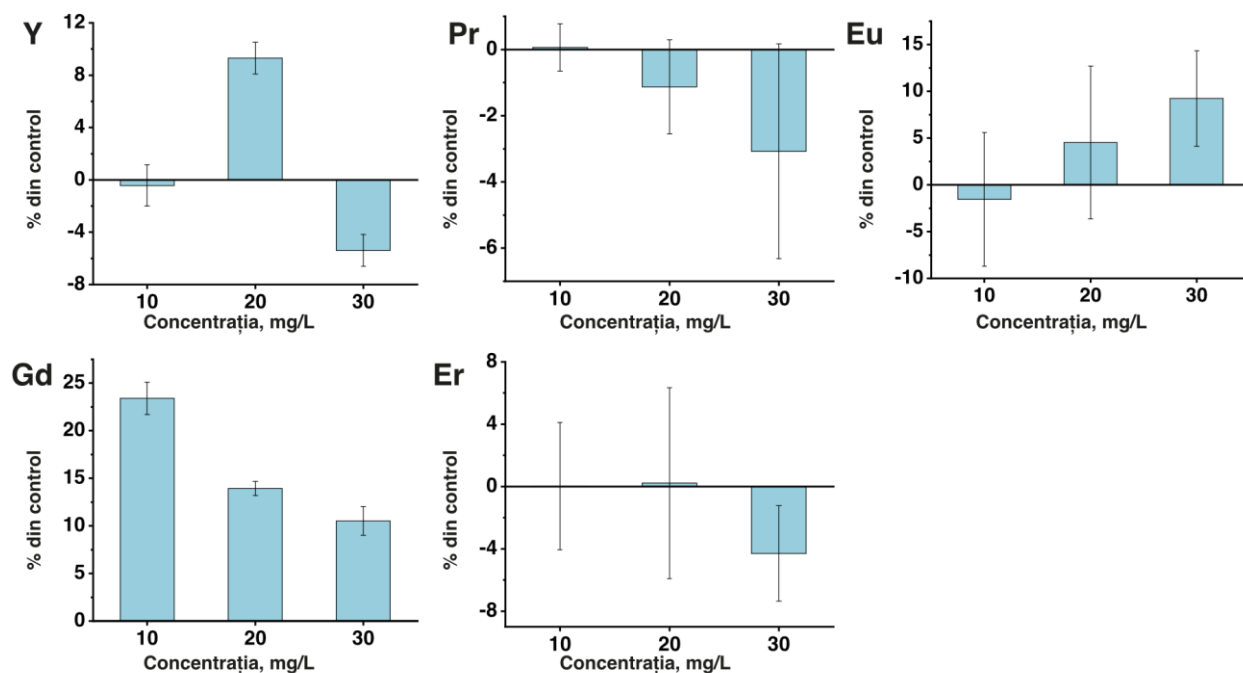 Y
% din control
12
8
4
0
-4
-8
10 20 30
Concentrația, mg/L
Pr
% din control
0
-2
-4
-6
10 20 30
Concentrația, mg/L
Eu
% din control
15
10
5
0
-5
-10
10 20 30
Concentrația, mg/L
Gd
% din control
25
20
15
10
5
0
10 20 30
Concentrația, mg/L
Er
% din control
8
4
0
-4
-8
10 20 30
Concentrația, mg/L